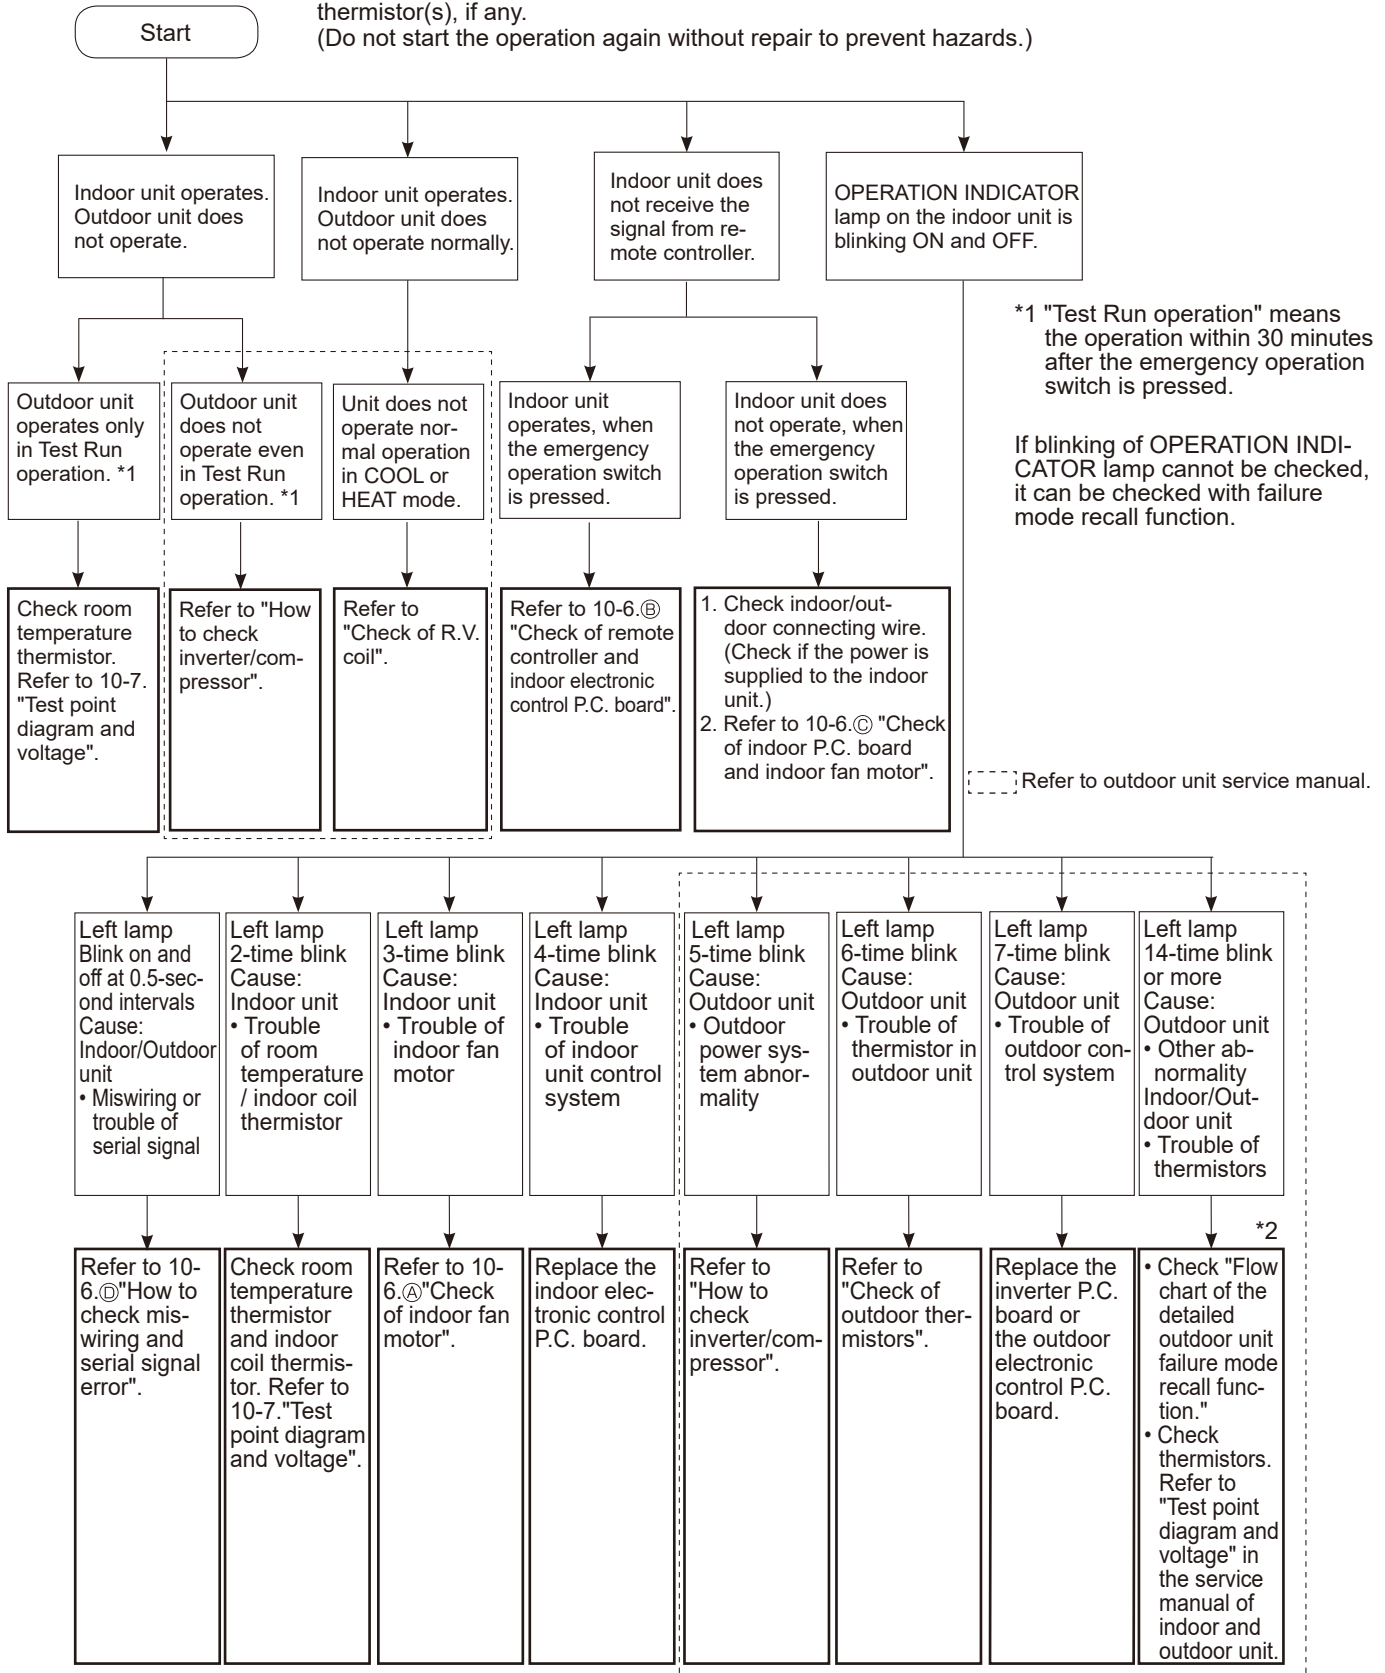 thermistor(s), if any.
(Do not start the operation again without repair to prevent hazards.)
Start
Indoor unit operates.
Outdoor unit does
not operate.
Indoor unit operates.
Outdoor unit does
not operate normally.
Indoor unit does
not receive the
signal from re-
mote controller.
OPERATION INDICATOR
lamp on the indoor unit is
blinking ON and OFF.
*1 "Test Run operation" means
the operation within 30 minutes
after the emergency operation
switch is pressed.
If blinking of OPERATION INDI-
CATOR lamp cannot be checked,
it can be checked with failure
mode recall function.
Outdoor unit
operates only
in Test Run
operation. *1
Outdoor unit
does not
operate even
in Test Run
operation. *1
Unit does not
operate nor-
mal operation
in COOL or
HEAT mode.
Indoor unit
operates, when
the emergency
operation switch
is pressed.
Indoor unit does
not operate, when
the emergency
operation switch
is pressed.
Check room
temperature
thermistor.
Refer to 10-7.
"Test point
diagram and
voltage".
Refer to "How
to check
inverter/com-
pressor".
Refer to
"Check of R.V.
coil".
Refer to 10-6.Ⓑ
"Check of remote
controller and
indoor electronic
control P.C. board".
1. Check indoor/out-
door connecting wire.
(Check if the power is
supplied to the indoor
unit.)
2. Refer to 10-6.Ⓒ "Check
of indoor P.C. board
and indoor fan motor".
Refer to outdoor unit service manual.
Left lamp
Blink on and
off at 0.5-sec-
ond intervals
Cause:
Indoor/Outdoor
unit
• Miswiring or
trouble of
serial signal
Left lamp
2-time blink
Cause:
Indoor unit
• Trouble
of room
temperature
/ indoor coil
thermistor
Left lamp
3-time blink
Cause:
Indoor unit
• Trouble of
indoor fan
motor
Left lamp
4-time blink
Cause:
Indoor unit
• Trouble
of indoor
unit control
system
Left lamp
5-time blink
Cause:
Outdoor unit
• Outdoor
power sys-
tem abnor-
mality
Left lamp
6-time blink
Cause:
Outdoor unit
• Trouble of
thermistor in
outdoor unit
Left lamp
7-time blink
Cause:
Outdoor unit
• Trouble of
outdoor con-
trol system
Left lamp
14-time blink
or more
Cause:
Outdoor unit
• Other ab-
normality
Indoor/Out-
door unit
• Trouble of
thermistors
*2
Refer to 10-
6.Ⓓ"How to
check mis-
wiring and
serial signal
error".
Check room
temperature
thermistor
and indoor
coil thermis-
tor. Refer to
10-7."Test
point diagram
and voltage".
Refer to 10-
6.Ⓐ"Check
of indoor fan
motor".
Replace the
indoor elec-
tronic control
P.C. board.
Refer to
"How to
check
inverter/com-
pressor".
Refer to
"Check of
outdoor ther-
mistors".
Replace the
inverter P.C.
board or
the outdoor
electronic
control P.C.
board.
• Check "Flow
chart of the
detailed
outdoor unit
failure mode
recall func-
tion."
• Check
thermistors.
Refer to
"Test point
diagram and
voltage" in
the service
manual of
indoor and
outdoor unit.